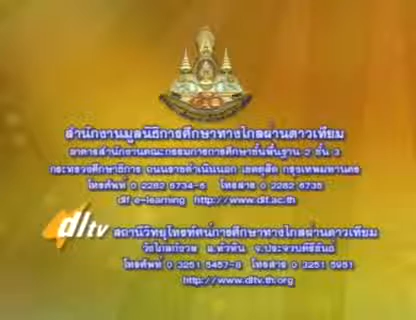 สำนักงานมูลนิธิการศึกษาทางไกลผ่านดาวเทียม
อาคารสำนักงานคณะกรรมการการศึกษาขั้นพื้นฐาน 2 ชั้น 3
กระทรวงศึกษาธิการ ถนนราชดำเนินนอก เขตดุสิต กรุงเทพมหานคร
โทรศัพท์ 0 2282 6734-5 โทรสาร 0 2282 6735
dlf e-learning http://www.dlf.ac.th
dltv สถานีวิทยุโทรทัศน์การศึกษาทางไกลผ่านดาวเทียม
วังไกลกังวล อ.หัวหิน จ.ประจวบคีรีขันธ์
โทรศัพท์ 0 3251 5457-8 โทรสาร 0 3251 5951
http://www.dltv.th.org